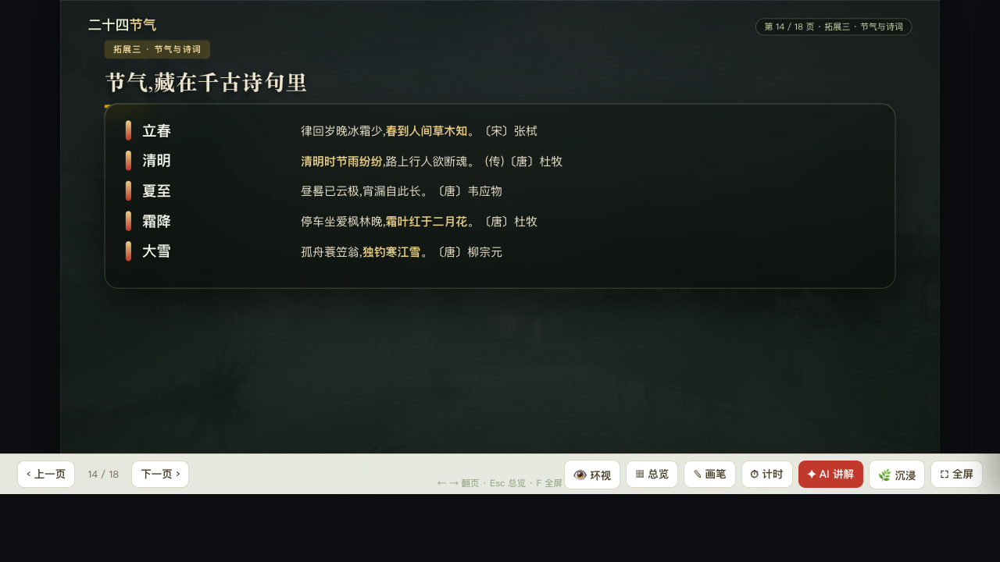 二十四节气
第 14 / 18 页 · 拓展三 · 节气与诗词
拓展三 · 节气与诗词
节气,藏在千古诗句里
立春 律回岁晚冰霜少,春到人间草木知。〔宋〕张栻
清明 清明时节雨纷纷,路上行人欲断魂。(传)〔唐〕杜牧
夏至 昼晷已云极,宵漏自此长。〔唐〕韦应物
霜降 停车坐爱枫林晚,霜叶红于二月花。〔唐〕杜牧
大雪 孤舟蓑笠翁,独钓寒江雪。〔唐〕柳宗元
‹ 上一页 14 / 18 下一页 › ← → 翻页 · Esc 总览 · F 全屏 环视 总览 画笔 计时 AI 讲解 沉浸 全屏